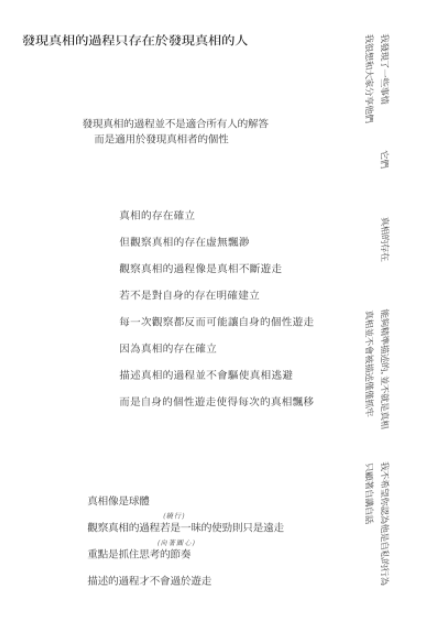 發現真相的過程只存在於發現真相的人
發現真相的過程並不是適合所有人的解答
而是適用於發現真相者的個性
真相的存在確立
但觀察真相的存在虛無飄渺
觀察真相的過程像是真相不斷遊走
若不是對自身的存在明確建立
每一次觀察都反而可能讓自身的個性遊走
因為真相的存在確立
描述真相的過程並不會驅使真相逃避
而是自身的個性遊走使得每次的真相飄移
真相像是球體
(繞行)
觀察真相的過程若是一昧的使勁則只是遠走
(向著圓心)
重點是抓住思考的節奏
描述的過程才不會過於遊走
我發現了一些事情
我很想和大家分享他們
它們
真相的存在
能夠精準描述的，並不就是真相
真相並不會被描述僅僅抓牢
我不希望你認為他是自私的行為
只顧著自講自話